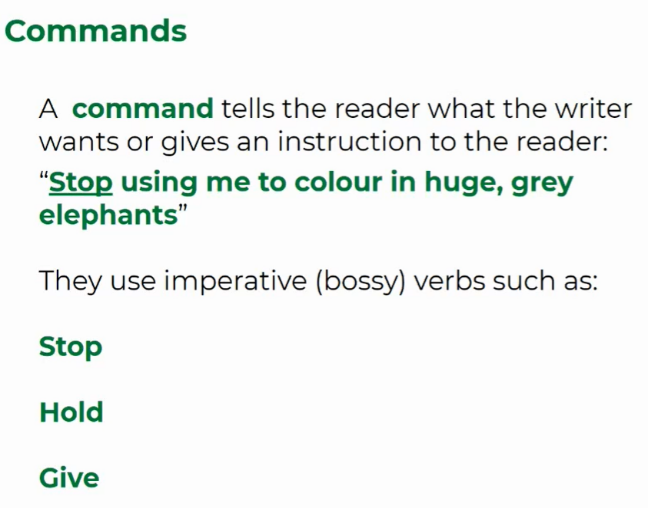 Commands
A command tells the reader what the writer
wants or gives an instruction to the reader:
“Stop using me to colour in huge, grey
elephants”
They use imperative (bossy) verbs such as:
Stop
Hold
Give